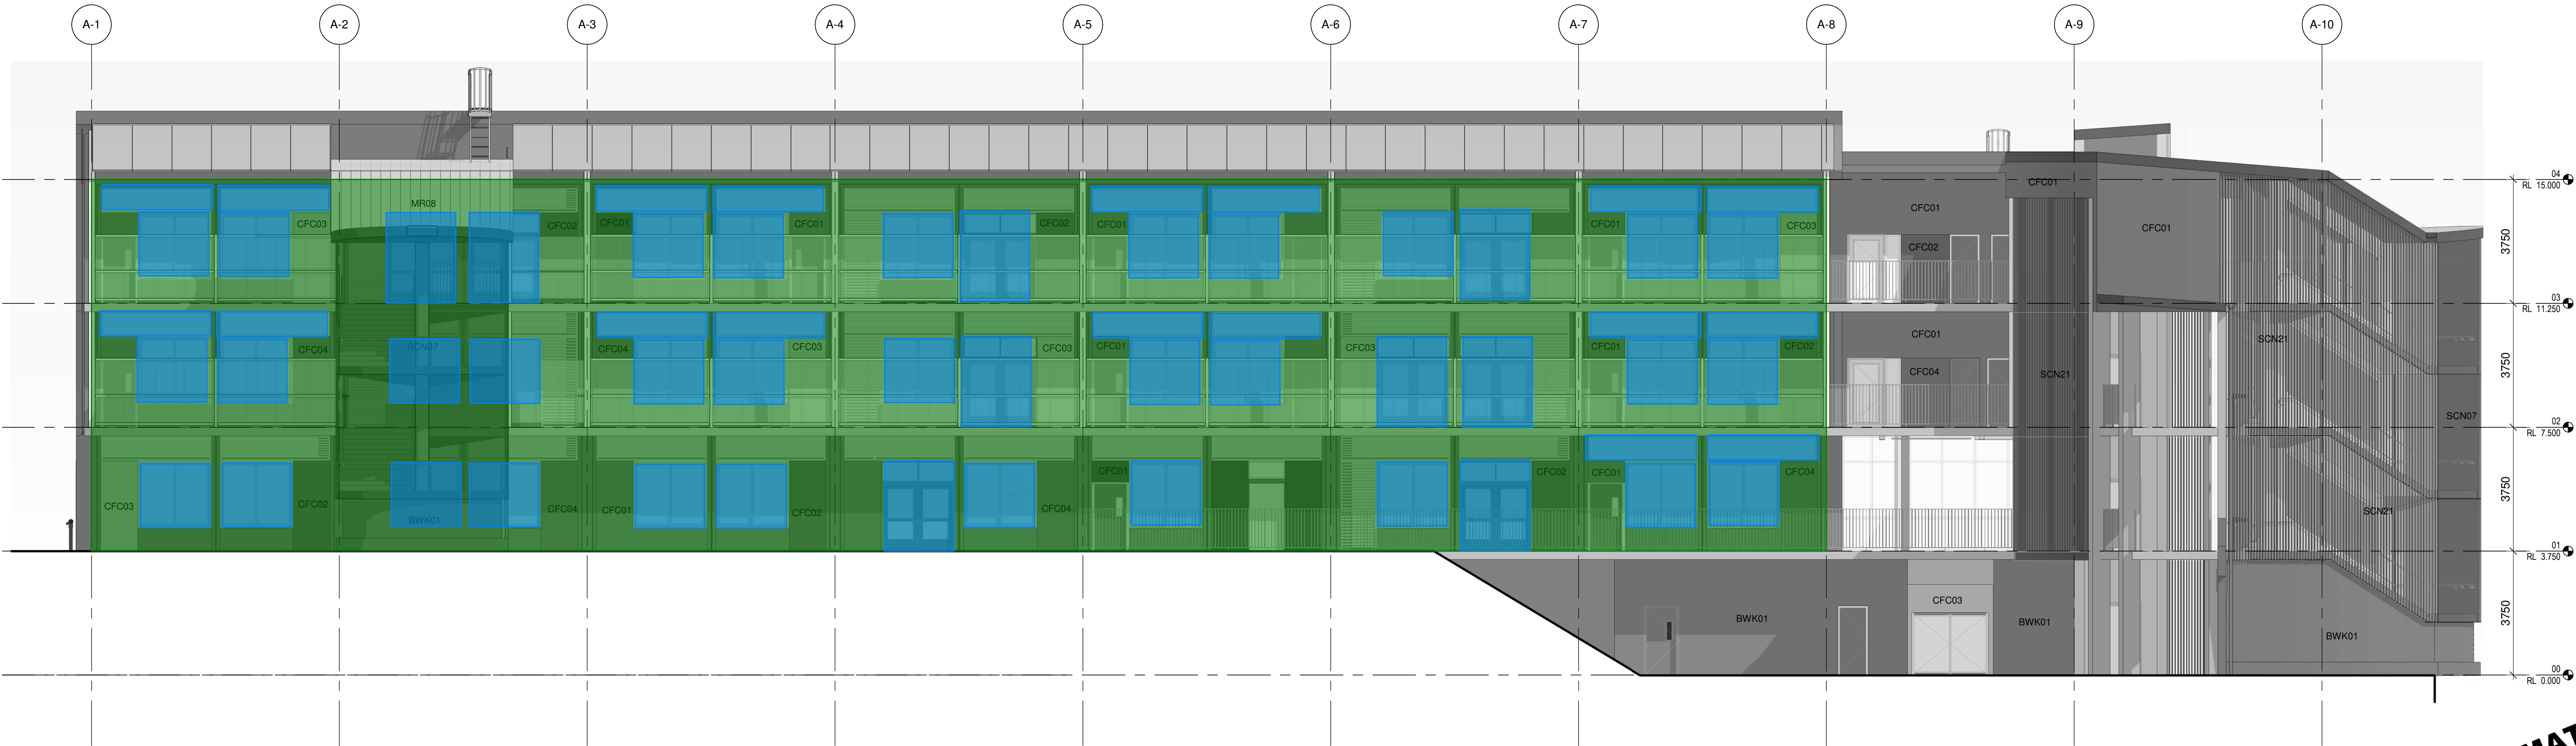 A-1 A-2 A-3 A-4 A-5 A-6 A-7 A-8 A-9 A-10
04
RL 15.000
CFC01
MR08
CFC03 CFC02 CFC01 CFC01 CFC02 CFC01 CFC01 CFC03 CFC01 CFC01
CFC02
3750
03
RL 11.250
CFC04 SCN07 CFC04 CFC03 CFC03 CFC01 CFC03 CFC01 CFC02 CFC01 SCN21
CFC04 SCN21
3750
02
RL 7.500
SCN07
CFC01 CFC01 CFC02 CFC01 CFC04
CFC03 CFC02 BWK01 CFC04 CFC01 CFC02 CFC04 SCN21
3750
01
RL 3.750
CFC03
BWK01 BWK01 BWK01
3750
00
RL 0.000